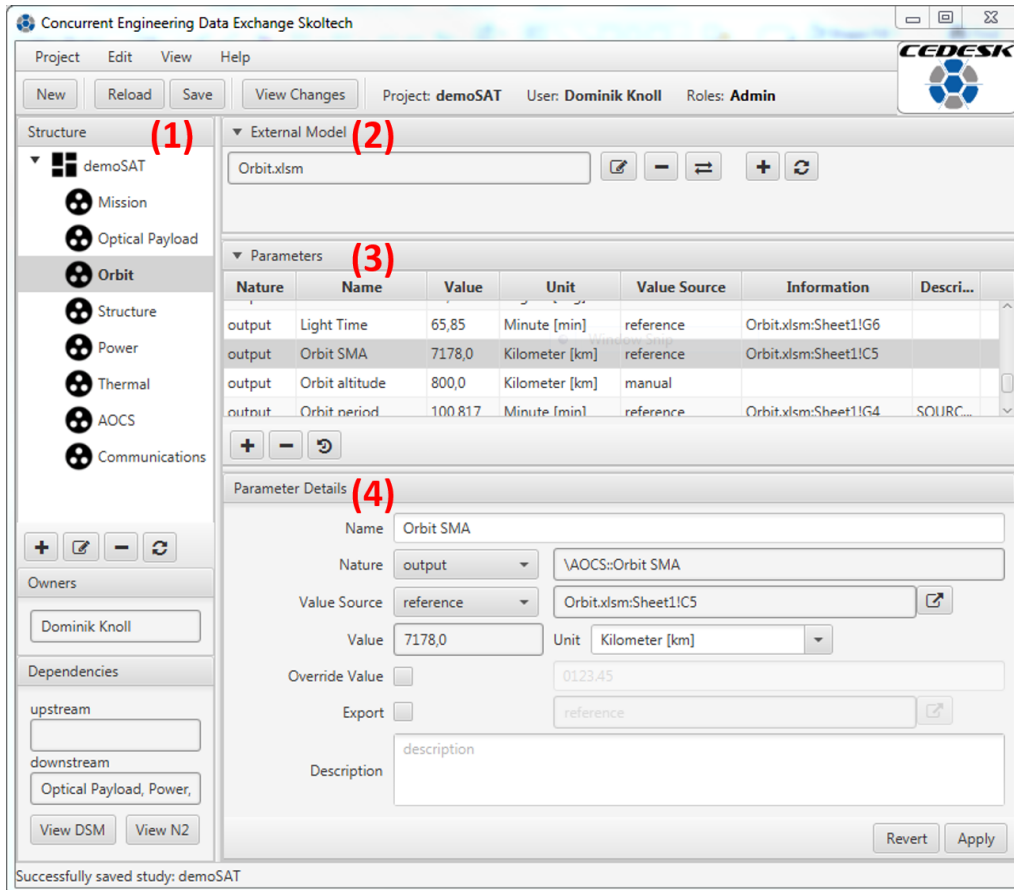 Concurrent Engineering Data Exchange Skoltech
Project Edit View Help
CEDESK
New Reload Save View Changes Project: demoSAT User: Dominik Knoll Roles: Admin
Structure (1)
demoSAT
Mission
Optical Payload
Orbit
Structure
Power
Thermal
AOCS
Communications
Owners
Dominik Knoll
Dependencies
upstream
downstream
Optical Payload, Power,
View DSM View N2
External Model (2)
Orbit.xlsm
Parameters (3)
Nature Name Value Unit Value Source Information Descri...
output Light Time 65,85 Minute [min] reference Orbit.xlsm:Sheet1!G6
Window Snip
output Orbit SMA 7178,0 Kilometer [km] reference Orbit.xlsm:Sheet1!C5
output Orbit altitude 800,0 Kilometer [km] manual
output Orbit period 100,817 Minute [min] reference Orbit.xlsm:Sheet1!G4 SOURC...
Parameter Details (4)
Name Orbit SMA
Nature output \AOCS::Orbit SMA
Value Source reference Orbit.xlsm:Sheet1!C5
Value 7178,0 Unit Kilometer [km]
Override Value 0123.45
Export reference
Description description
Revert Apply
Successfully saved study: demoSAT